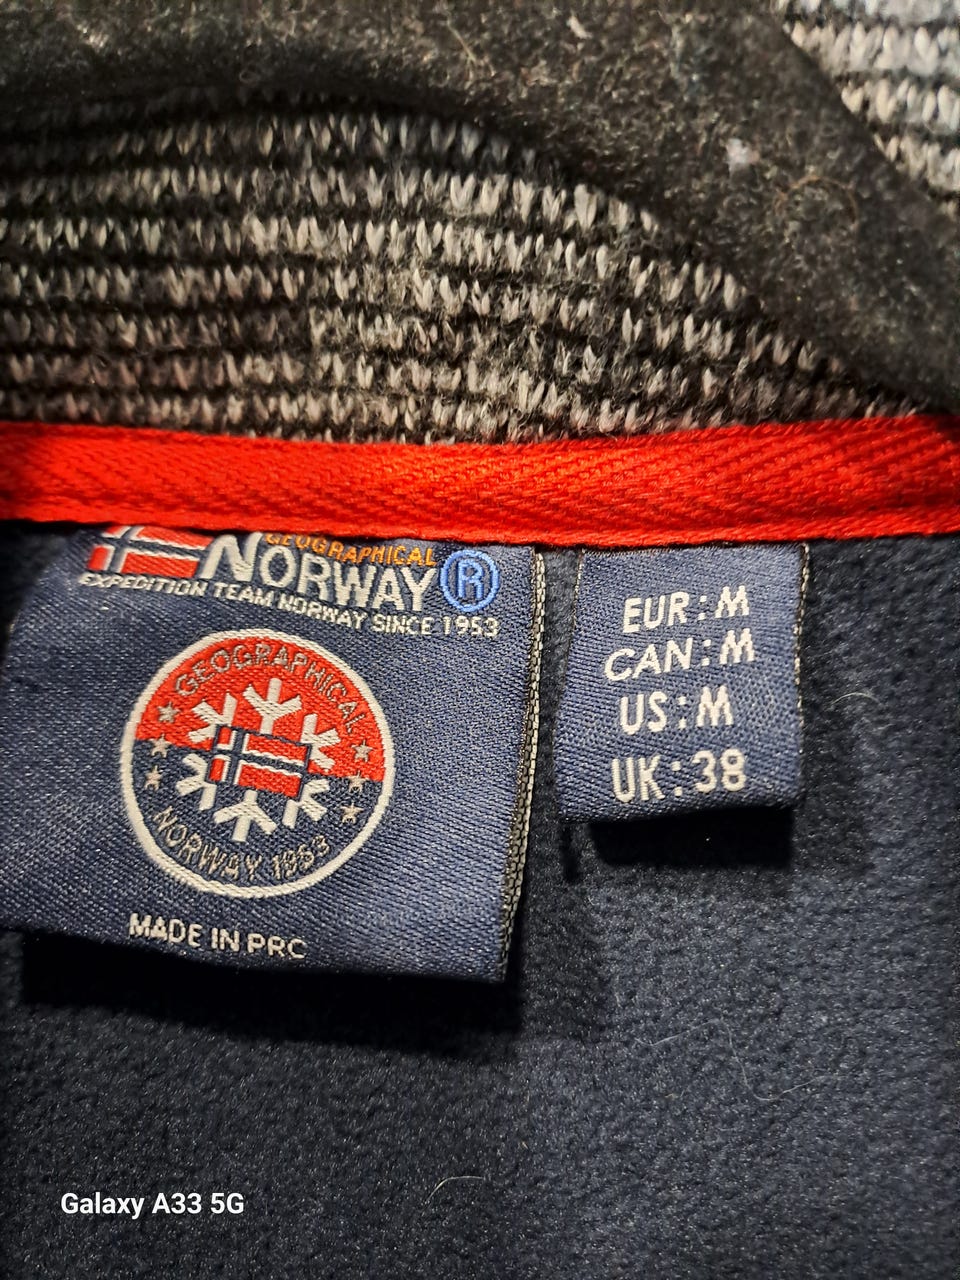 GEOGRAPHICAL
NORWAY ®
EXPEDITION TEAM NORWAY SINCE 1953
GEOGRAPHICAL
NORWAY 1953
MADE IN PRC
EUR : M
CAN : M
US : M
UK : 38
Galaxy A33 5G